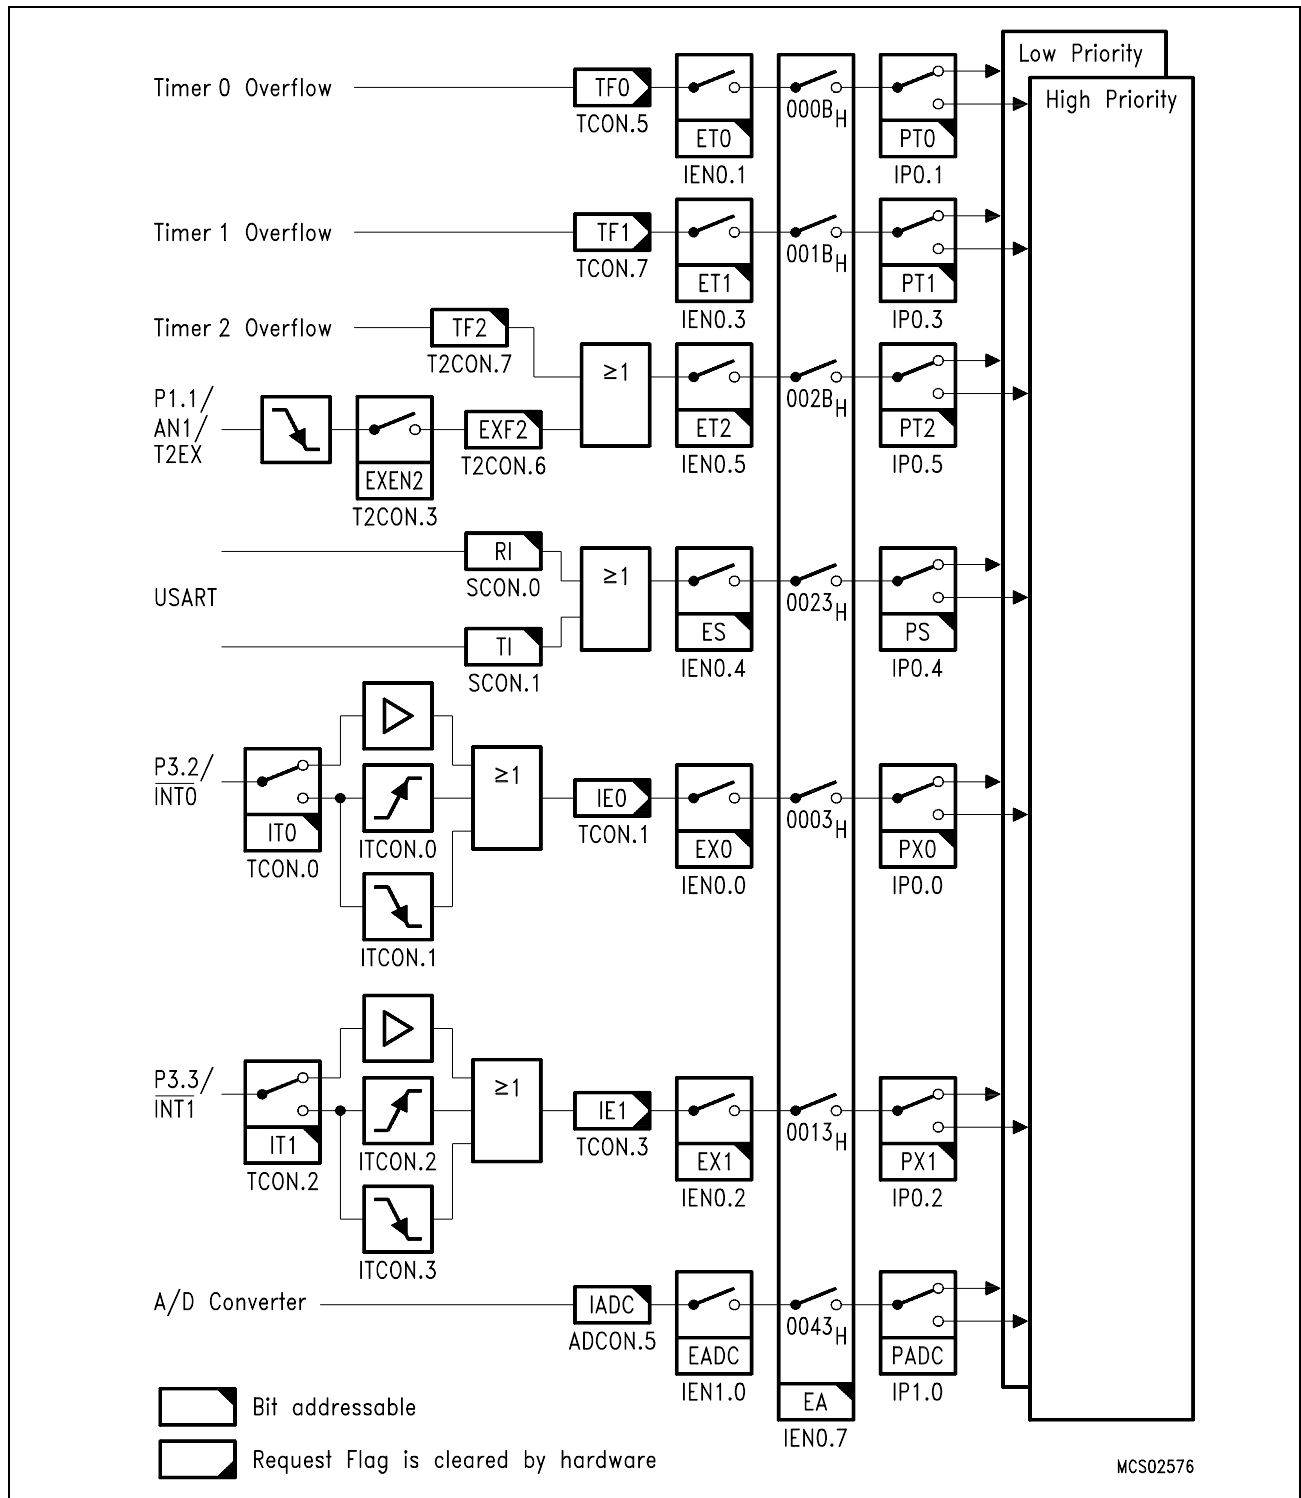 Low Priority
High Priority
Timer 0 Overflow
TF0
TCON.5
ET0
IEN0.1
000BH
PT0
IP0.1
Timer 1 Overflow
TF1
TCON.7
ET1
IEN0.3
001BH
PT1
IP0.3
Timer 2 Overflow
TF2
T2CON.7
P1.1/
AN1/
T2EX
EXEN2
T2CON.3
EXF2
T2CON.6
≥1
ET2
IEN0.5
002BH
PT2
IP0.5
USART
RI
SCON.0
TI
SCON.1
≥1
ES
IEN0.4
0023H
PS
IP0.4
P3.2/
INT0
IT0
TCON.0
ITCON.0
ITCON.1
≥1
IE0
TCON.1
EX0
IEN0.0
0003H
PX0
IP0.0
P3.3/
INT1
IT1
TCON.2
ITCON.2
ITCON.3
≥1
IE1
TCON.3
EX1
IEN0.2
0013H
PX1
IP0.2
A/D Converter
IADC
ADCON.5
EADC
IEN1.0
0043H
PADC
IP1.0
EA
IEN0.7
Bit addressable
Request Flag is cleared by hardware
MCS02576